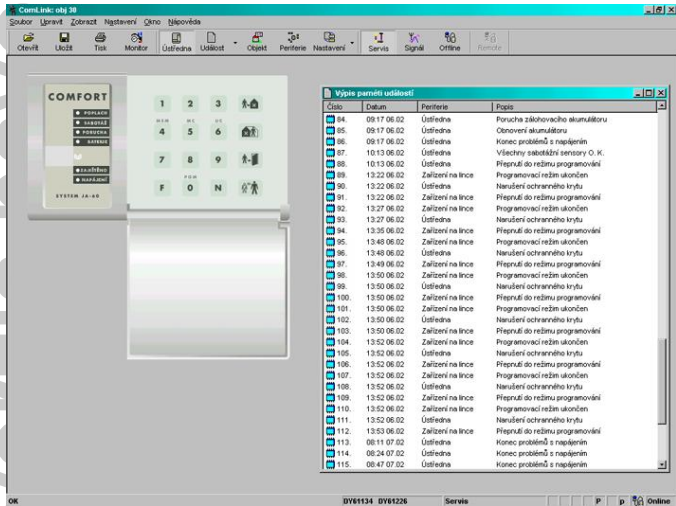 ComLink: obj 30
Soubor Upravit Zobrazit Nastavení Okno Nápověda
Otevřít Uložit Tisk Monitor Ústředna Událost Objekt Periferie Nastavení Servis Signál Offline Remote
COMFORT
POPLACH
SABOTÁŽ
PORUCHA
BATERIE
ZAJIŠTĚNO
NAPÁJENÍ
SYSTEM JA-60
1 2 3
MEM MC UC
4 5 6
7 8 9
POM
F 0 N
Výpis paměti událostí
Číslo Datum Periferie Popis
84. 09:17 06.02 Ústředna Porucha zálohovacího akumulátoru
85. 09:17 06.02 Ústředna Obnovení akumulátoru
86. 09:17 06.02 Ústředna Konec problémů s napájením
87. 10:13 06.02 Ústředna Všechny sabotážní sensory O. K.
88. 10:13 06.02 Ústředna Přepnutí do režimu programování
89. 13:22 06.02 Zařízení na lince Programovací režim ukončen
90. 13:22 06.02 Ústředna Narušení ochranného krytu
91. 13:22 06.02 Zařízení na lince Přepnutí do režimu programování
92. 13:27 06.02 Zařízení na lince Programovací režim ukončen
93. 13:27 06.02 Ústředna Narušení ochranného krytu
94. 13:35 06.02 Zařízení na lince Přepnutí do režimu programování
95. 13:48 06.02 Zařízení na lince Programovací režim ukončen
96. 13:48 06.02 Ústředna Narušení ochranného krytu
97. 13:49 06.02 Zařízení na lince Přepnutí do režimu programování
98. 13:50 06.02 Zařízení na lince Programovací režim ukončen
99. 13:50 06.02 Ústředna Narušení ochranného krytu
100. 13:50 06.02 Zařízení na lince Přepnutí do režimu programování
101. 13:50 06.02 Zařízení na lince Programovací režim ukončen
102. 13:50 06.02 Ústředna Narušení ochranného krytu
103. 13:52 06.02 Zařízení na lince Přepnutí do režimu programování
104. 13:52 06.02 Zařízení na lince Programovací režim ukončen
105. 13:52 06.02 Ústředna Narušení ochranného krytu
106. 13:52 06.02 Zařízení na lince Přepnutí do režimu programování
107. 13:52 06.02 Zařízení na lince Programovací režim ukončen
108. 13:52 06.02 Ústředna Narušení ochranného krytu
109. 13:52 06.02 Zařízení na lince Přepnutí do režimu programování
110. 13:52 06.02 Zařízení na lince Programovací režim ukončen
111. 13:52 06.02 Ústředna Narušení ochranného krytu
112. 13:53 06.02 Zařízení na lince Přepnutí do režimu programování
113. 08:11 07.02 Ústředna Konec problémů s napájením
114. 08:24 07.02 Ústředna Konec problémů s napájením
115. 08:47 07.02 Ústředna Konec problémů s napájením
OK DY61134 DY61226 Servis P p Online